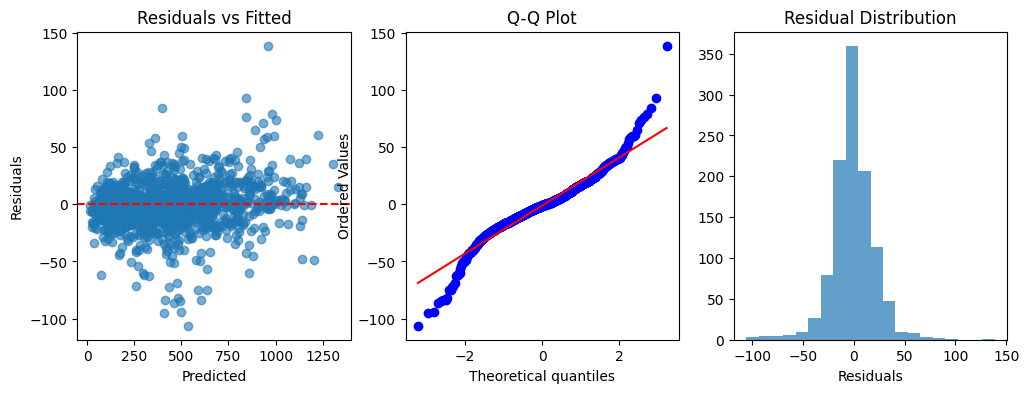 Residuals vs Fitted
Residuals
150
100
50
0
−50
−100
0 250 500 750 1000 1250
Predicted
Q-Q Plot
Ordered Values
150
100
50
0
−50
−100
−2 0 2
Theoretical quantiles
Residual Distribution
350
300
250
200
150
100
50
0
−100 −50 0 50 100 150
Residuals